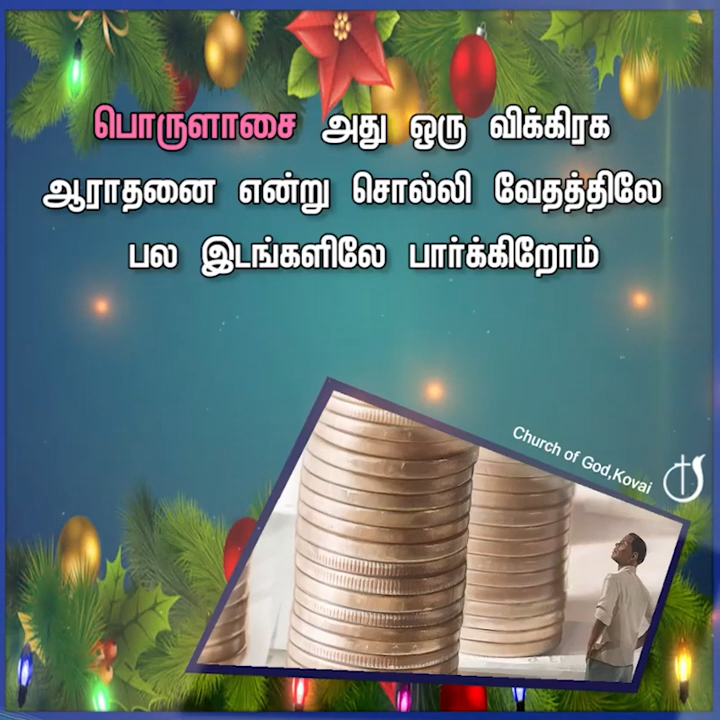 பொருளாசை அது ஒரு விக்கிரக
ஆராதனை என்று சொல்லி வேதத்திலே
பல இடங்களிலே பார்க்கிறோம்
Church of God,Kovai